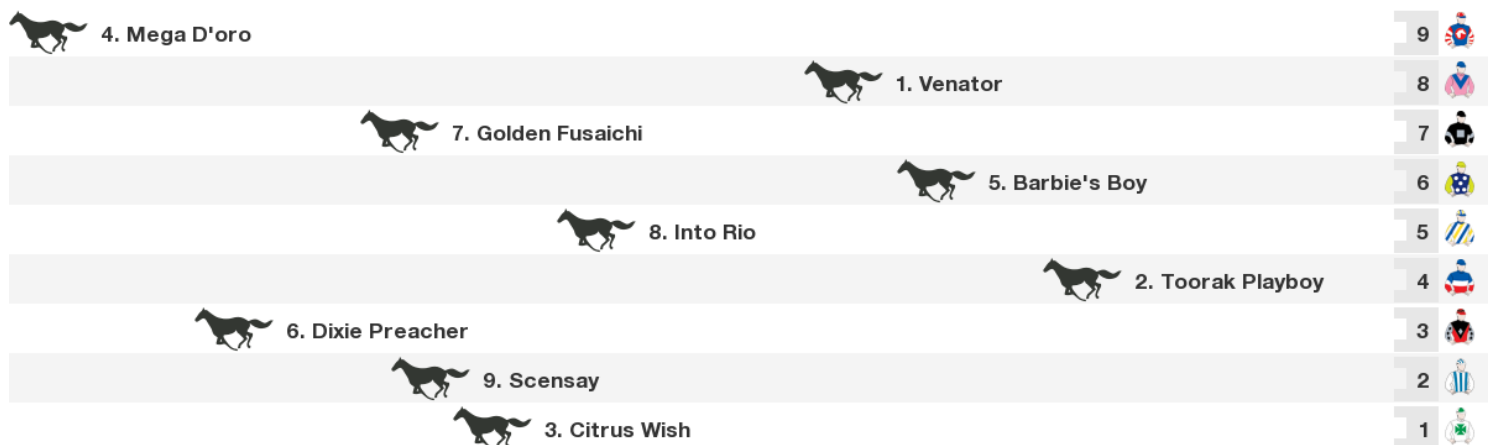 4. Mega D'oro 9
1. Venator 8
7. Golden Fusaichi 7
5. Barbie's Boy 6
8. Into Rio 5
2. Toorak Playboy 4
6. Dixie Preacher 3
9. Scensay 2
3. Citrus Wish 1